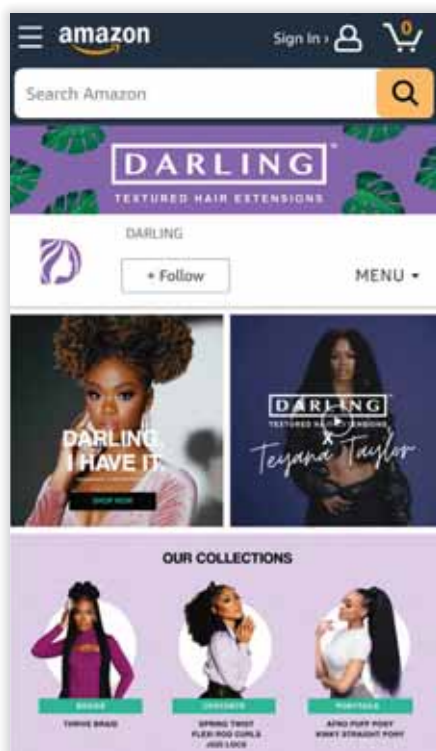 amazon
Sign In ›
0
Search Amazon
DARLING
TEXTURED HAIR EXTENSIONS
DARLING
+ Follow
MENU
DARLING,
I HAVE IT.
SHOP NOW
DARLING
TEXTURED HAIR EXTENSIONS
X
Teyana Taylor
OUR COLLECTIONS
BRAIDS
CROCHETS
PONYTAILS
THRIVE BRAID
SPRING TWIST
FLEXI ROD CURLS
JOZI LOCS
AFRO PUFF PONY
KINKY STRAIGHT PONY